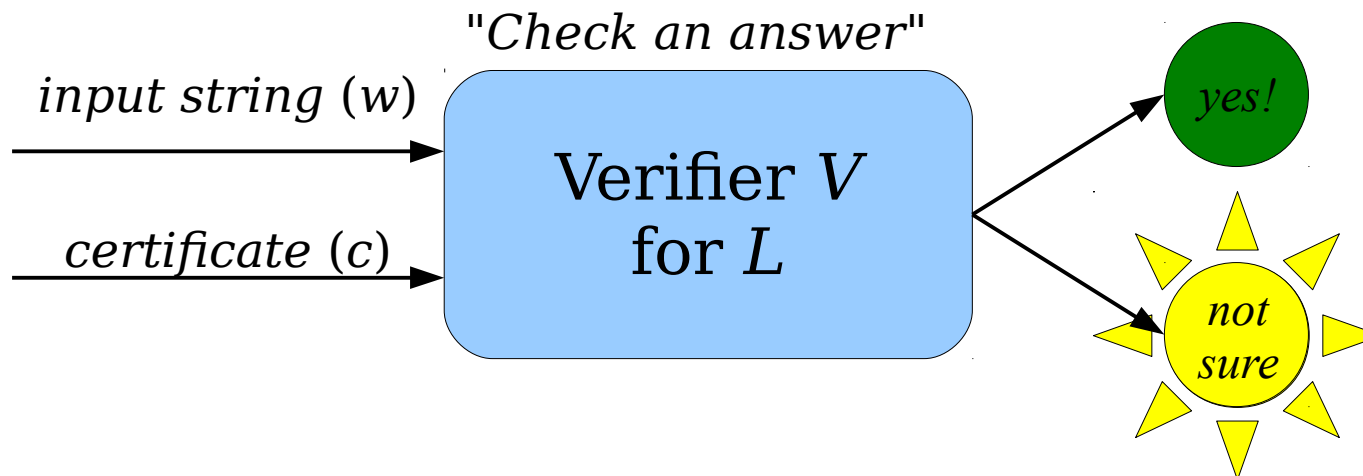 "Check an answer"
input string (w)
certificate (c)
Verifier V
for L
yes!
not
sure